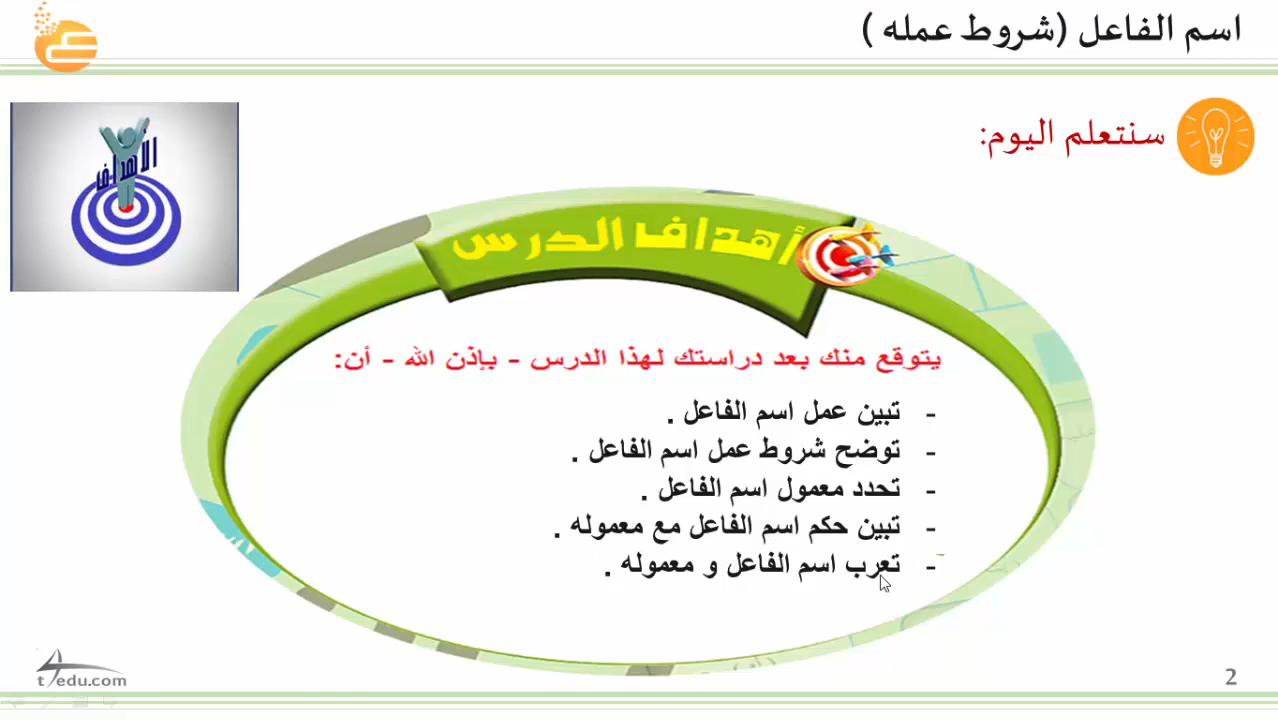 اسم الفاعل (شروط عمله )
سنتعلم اليوم:
الأهداف
أهداف الدرس
يتوقع منك بعد دراستك لهذا الدرس - بإذن الله - أن:
- تبين عمل اسم الفاعل .
- توضح شروط عمل اسم الفاعل .
- تحدد معمول اسم الفاعل .
- تبين حكم اسم الفاعل مع معموله .
- تعرب اسم الفاعل و معموله .
t4edu.com
2